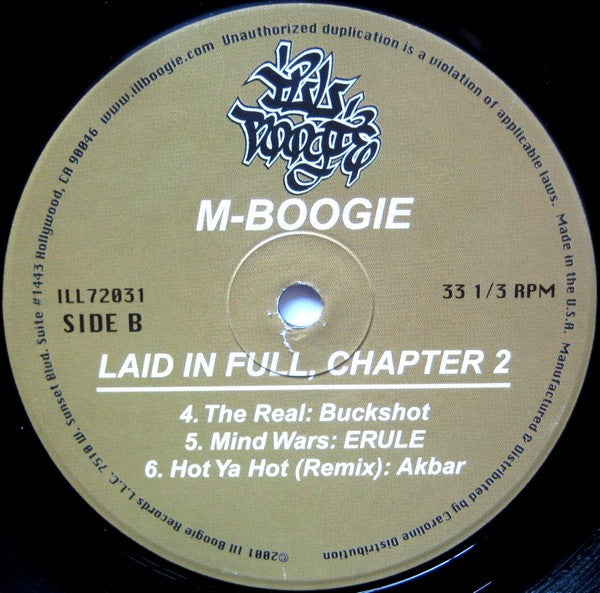 ILL
BOOGIE
M-BOOGIE
ILL72031
SIDE B
33 1/3 RPM
LAID IN FULL, CHAPTER 2
4. The Real: Buckshot
5. Mind Wars: ERULE
6. Hot Ya Hot (Remix): Akbar
©2001 Ill Boogie Records L.L.C. 7510 W. Sunset Blvd. Suite #1443 Hollywood, CA 90046 www.illboogie.com Unauthorized duplication is a violation of applicable laws. Made in the U.S.A. Manufactured & Distributed by Caroline Distribution